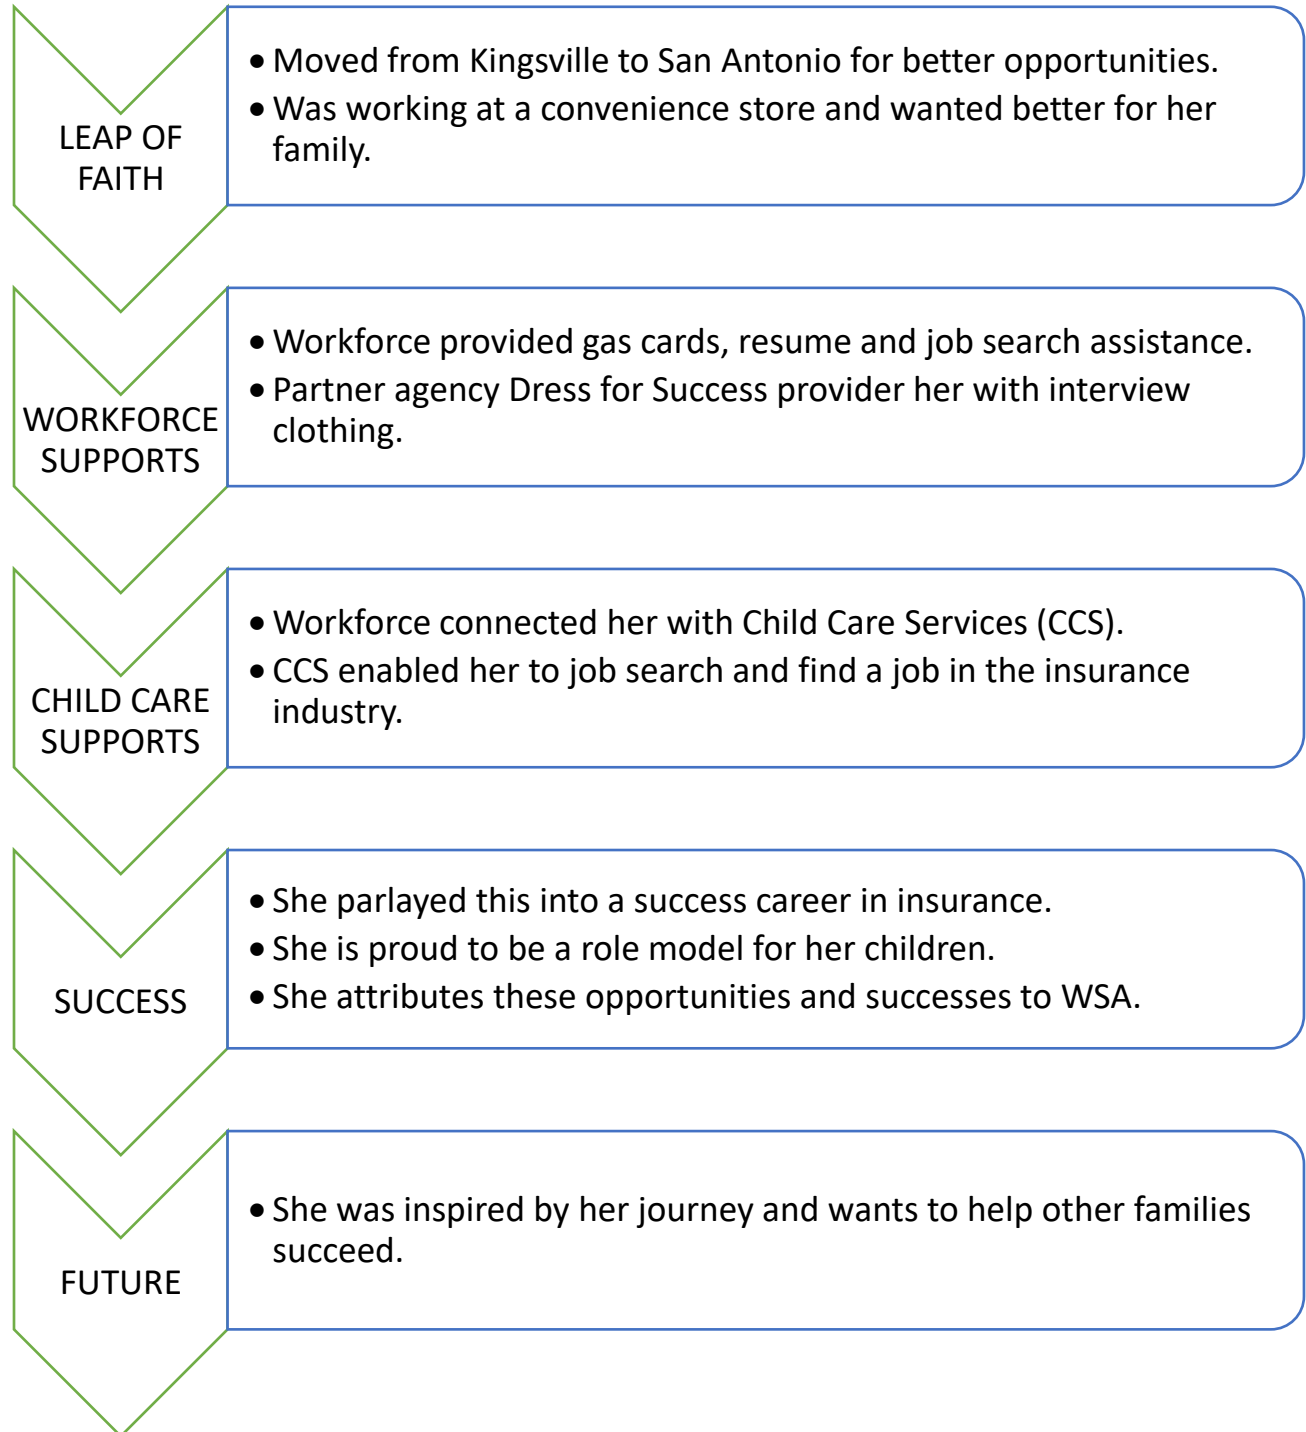 LEAP OF
FAITH
• Moved from Kingsville to San Antonio for better opportunities.
• Was working at a convenience store and wanted better for her
family.
WORKFORCE
SUPPORTS
• Workforce provided gas cards, resume and job search assistance.
• Partner agency Dress for Success provider her with interview
clothing.
CHILD CARE
SUPPORTS
• Workforce connected her with Child Care Services (CCS).
• CCS enabled her to job search and find a job in the insurance
industry.
SUCCESS
• She parlayed this into a success career in insurance.
• She is proud to be a role model for her children.
• She attributes these opportunities and successes to WSA.
FUTURE
• She was inspired by her journey and wants to help other families
succeed.